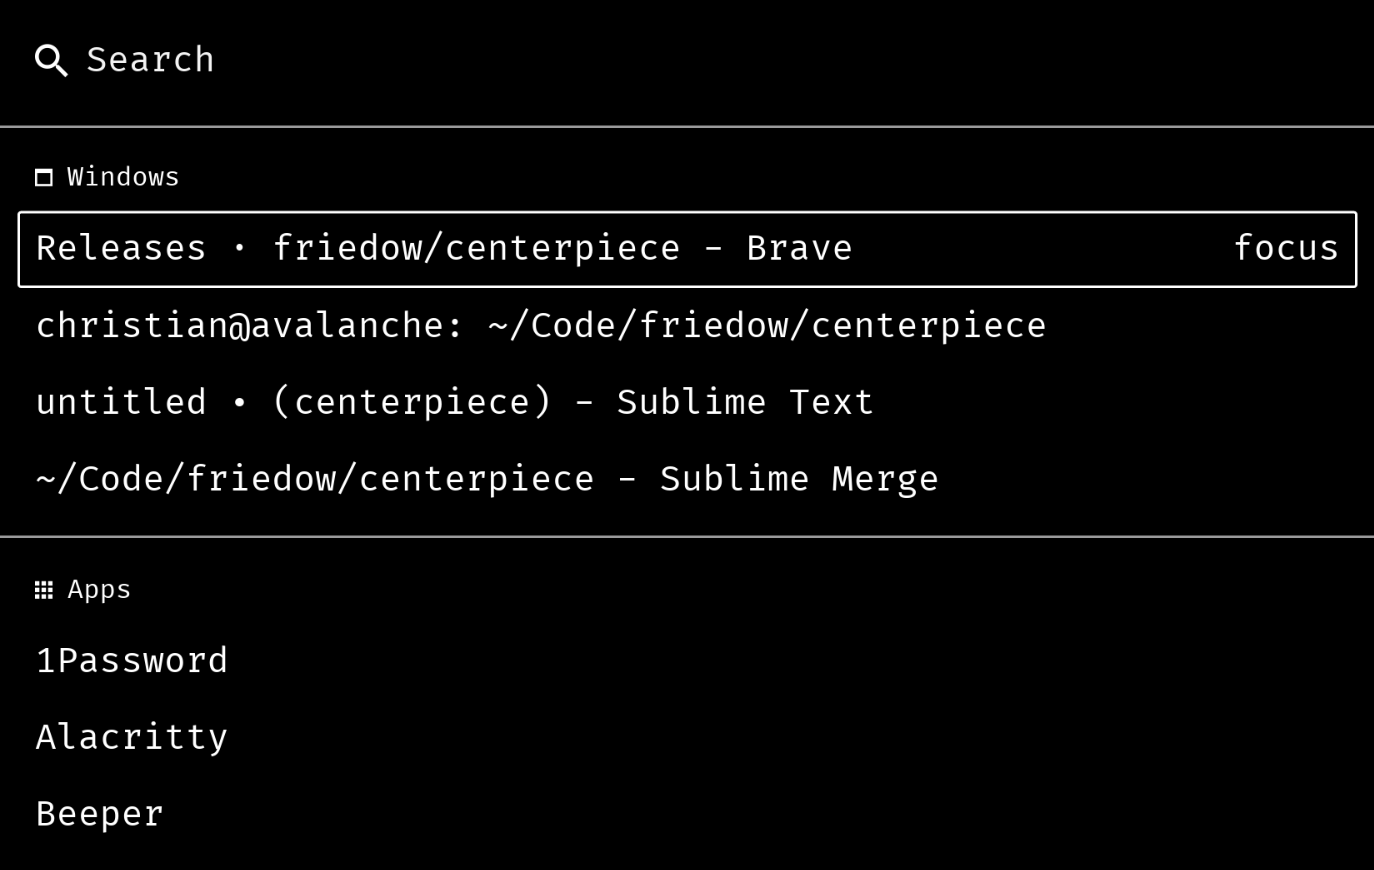 Search
Windows
Releases · friedow/centerpiece – Brave focus
christian@avalanche: ~/Code/friedow/centerpiece
untitled • (centerpiece) – Sublime Text
~/Code/friedow/centerpiece – Sublime Merge
Apps
1Password
Alacritty
Beeper